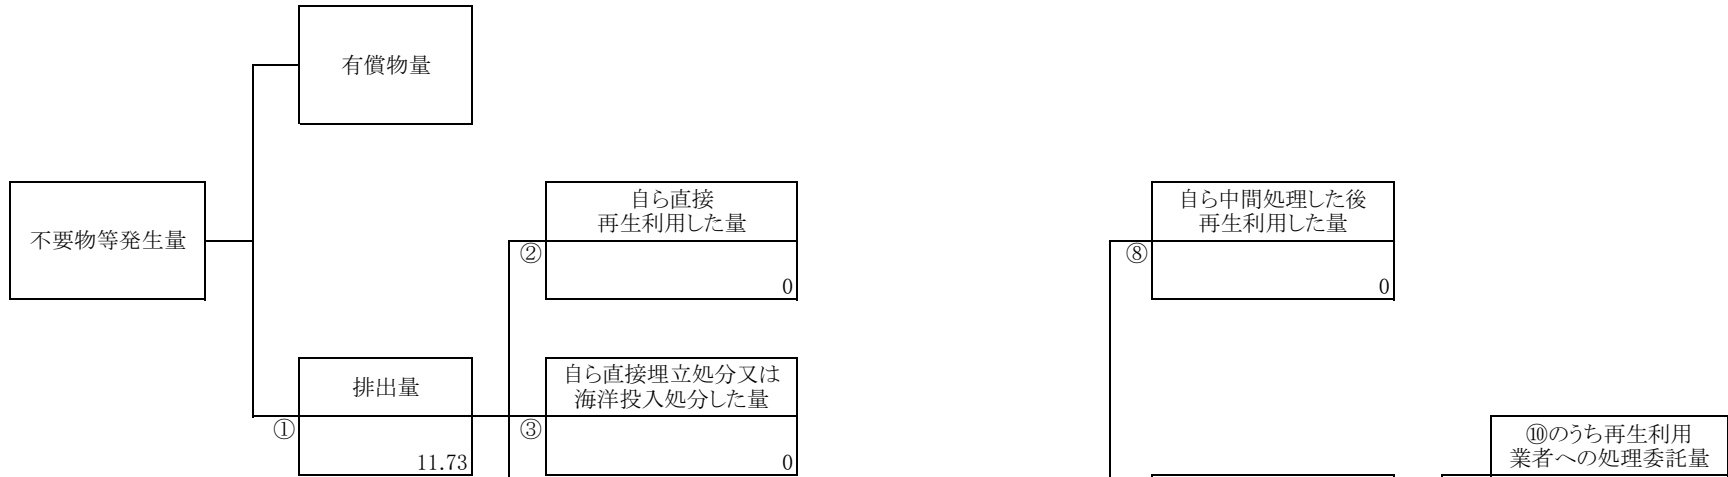 有償物量
不要物等発生量
自ら直接
再生利用した量
②
0
自ら中間処理した後
再生利用した量
⑧
0
排出量
①
11.73
自ら直接埋立処分又は
海洋投入処分した量
③
0
⑩のうち再生利用
業者への処理委託量